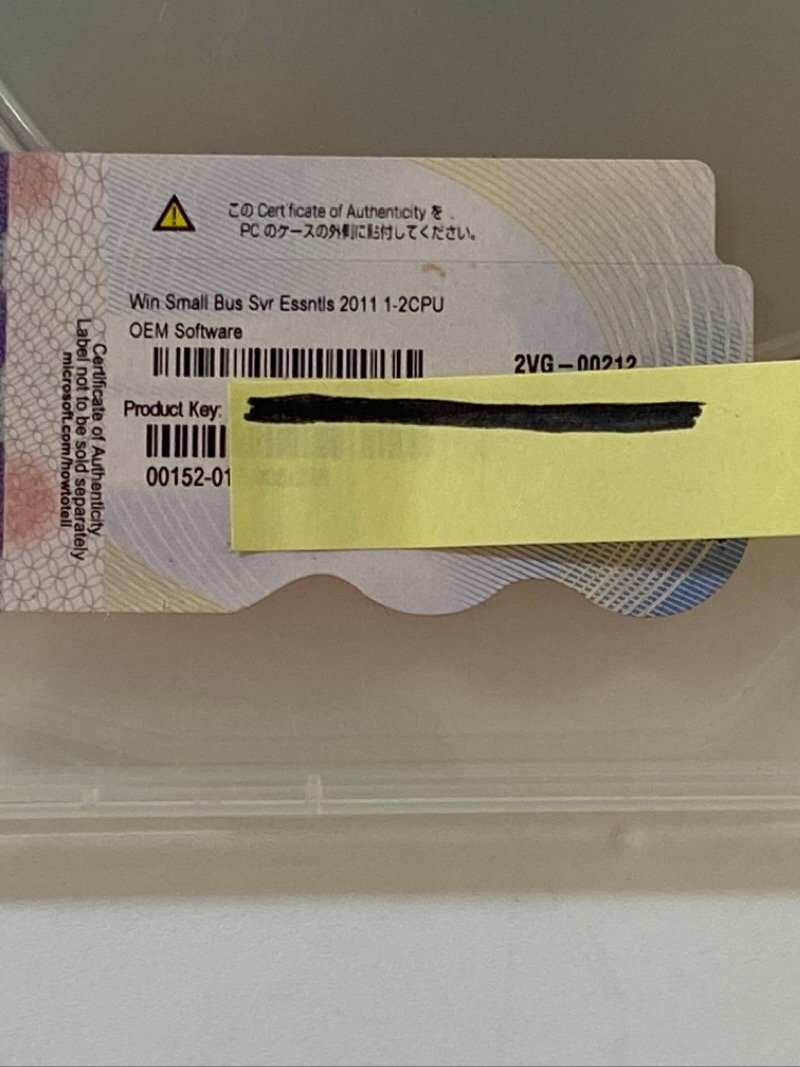 この Certificate of Authenticity を
PC のケースの外側に貼付してください。
Win Small Bus Svr Essntls 2011 1-2CPU
OEM Software
2VG-00212
Product Key:
00152-01
Certificate of Authenticity
Label not to be sold separately
microsoft.com/howtotell